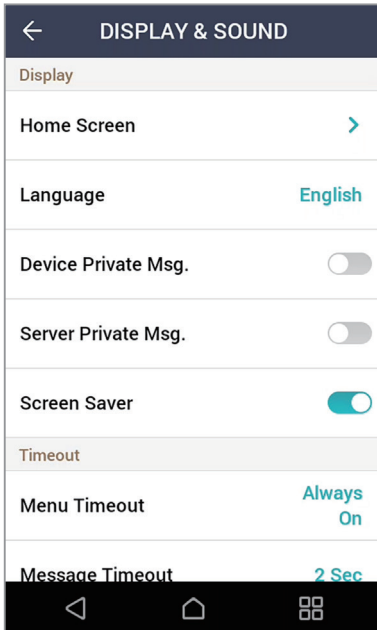 DISPLAY & SOUND
Display
Home Screen
Language English
Device Private Msg.
Server Private Msg.
Screen Saver
Timeout
Menu Timeout Always On
Message Timeout 2 Sec